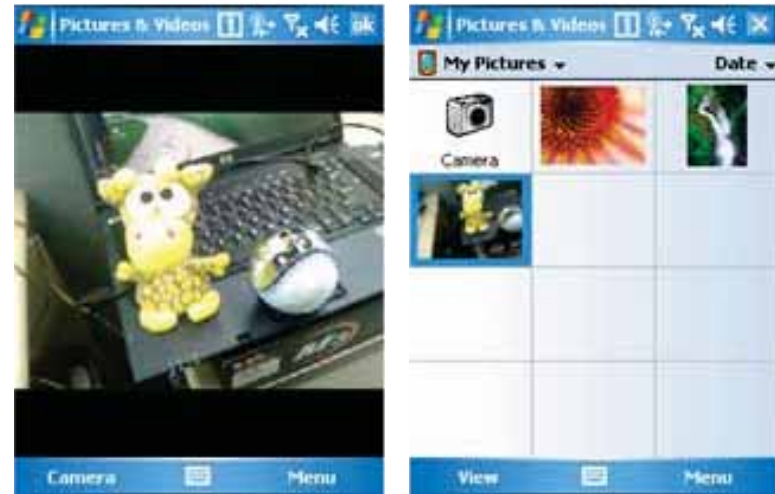 Pictures & Videos ok
Camera Menu
Pictures & Videos
My Pictures Date
Camera
View Menu